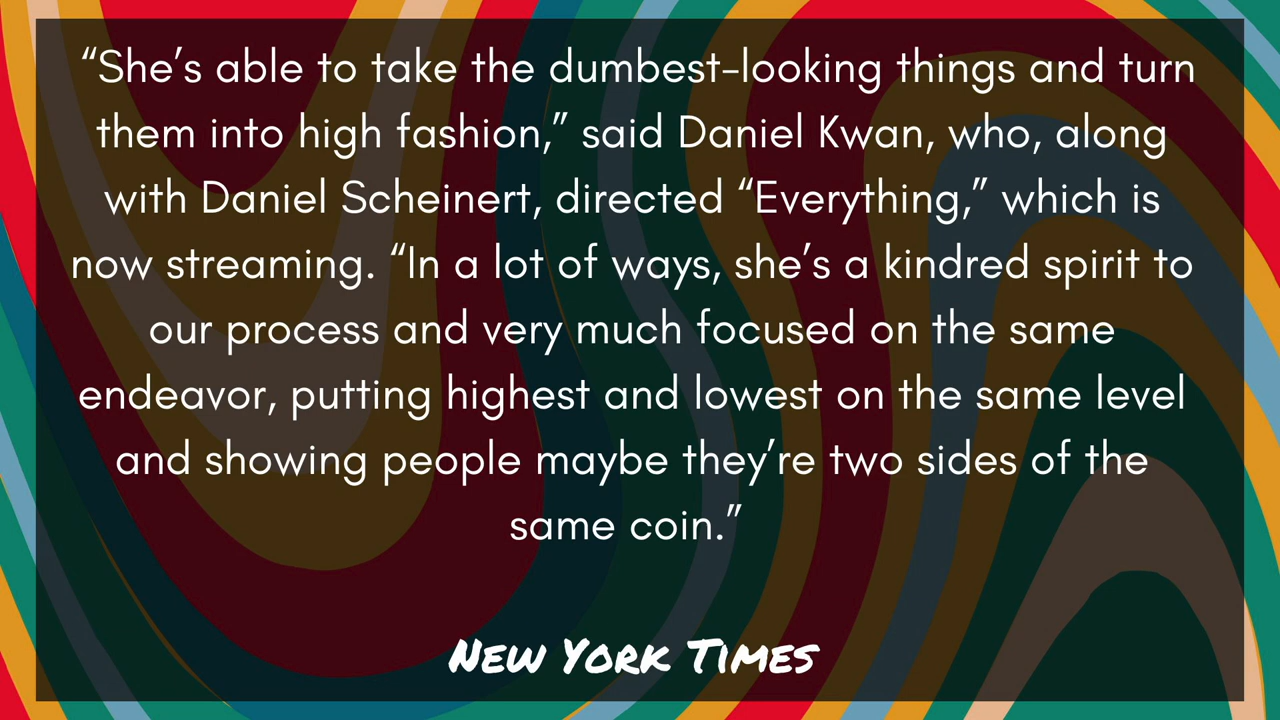 “She’s able to take the dumbest-looking things and turn
them into high fashion,” said Daniel Kwan, who, along
with Daniel Scheinert, directed “Everything,” which is
now streaming. “In a lot of ways, she’s a kindred spirit to
our process and very much focused on the same
endeavor, putting highest and lowest on the same level
and showing people maybe they’re two sides of the
same coin.”
New York Times